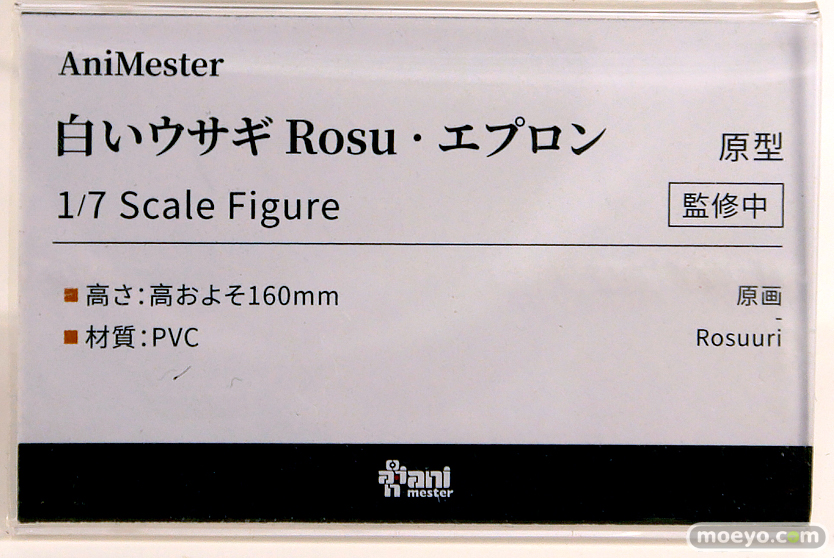 AniMester
白いウサギ Rosu・エプロン
原型
1/7 Scale Figure
監修中
■ 高さ:高およそ160mm
原画
-
■ 材質:PVC
Rosuuri
ani
mester
moeyo.com